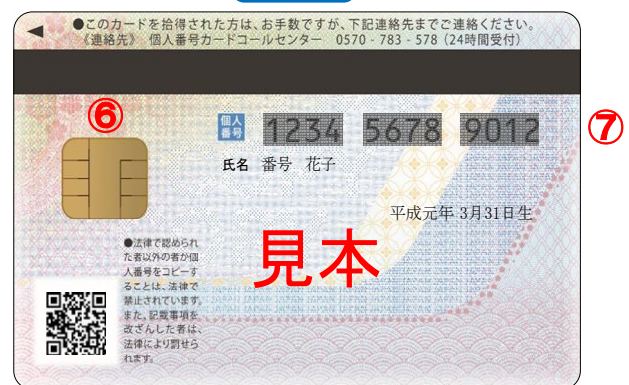 ●このカードを拾得された方は、お手数ですが、下記連絡先までご連絡ください。
《連絡先》 個人番号カードコールセンター 0570 - 783 - 578 (24時間受付)
⑥
個人
番号
1234 5678 9012
⑦
氏名 番号 花子
平成元年 3月31日生
見本
●法律で認められ
た者以外の者が個
人番号をコピーす
ることは、法律で
禁止されています。
また、記載事項を
改ざんした者は、
法律により罰せら
れます。